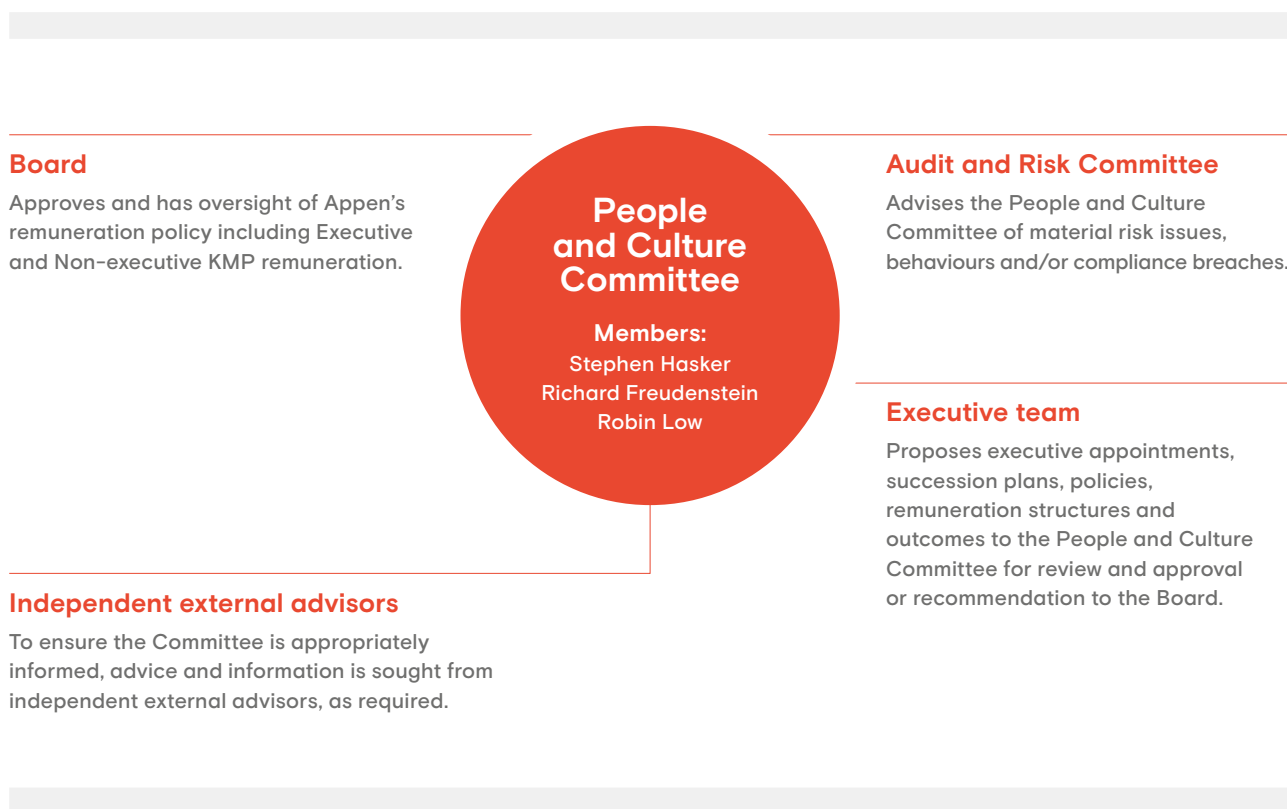 Board
Approves and has oversight of Appen's
remuneration policy including Executive
and Non-executive KMP remuneration.
People
and Culture
Committee
Members:
Stephen Hasker
Richard Freudenstein
Robin Low
Audit and Risk Committee
Advises the People and Culture
Committee of material risk issues,
behaviours and/or compliance breaches.
Executive team
Proposes executive appointments,
succession plans, policies,
remuneration structures and
outcomes to the People and Culture
Committee for review and approval
or recommendation to the Board.
Independent external advisors
To ensure the Committee is appropriately
informed, advice and information is sought from
independent external advisors, as required.